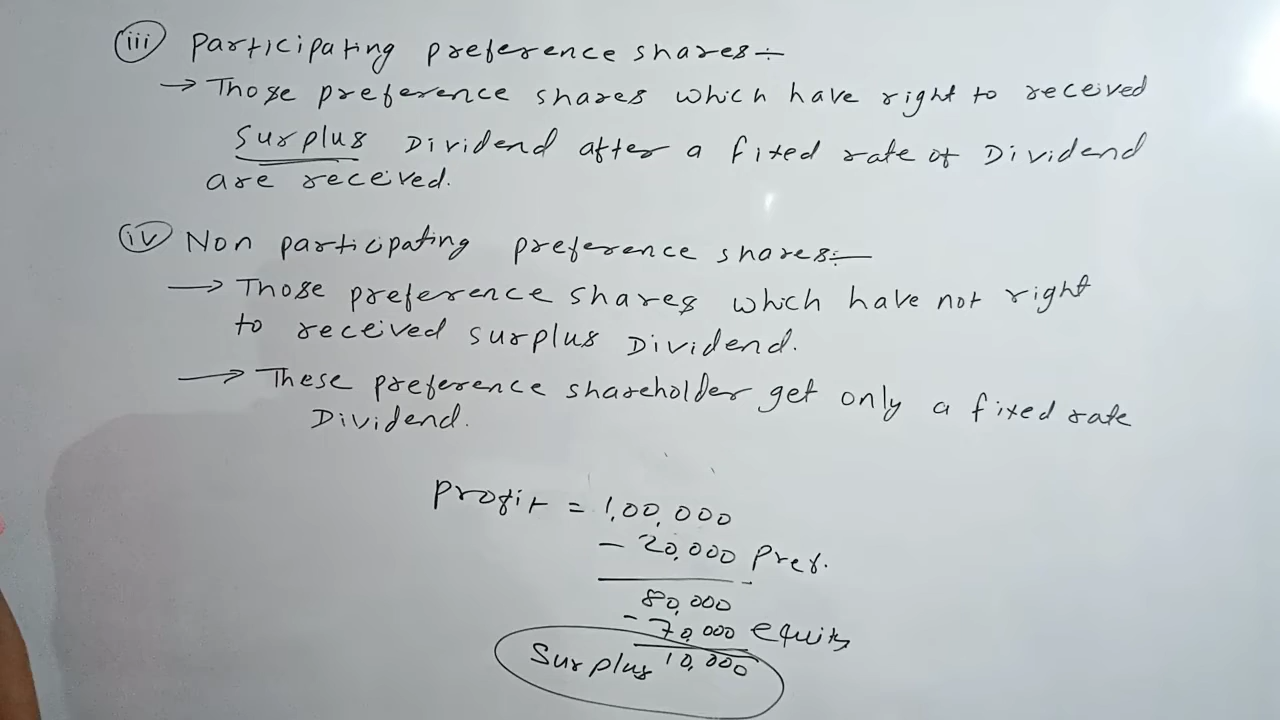 (iii) Participating preference shares:-
→ Those preference shares which have right to received
Surplus Dividend after a fixed rate of Dividend
are received.
(iv) Non participating preference shares:-
→ Those preference shares which have not right
to received surplus Dividend.
→ These preference shareholder get only a fixed rate
Dividend.
Profit = 1,00,000
- 20,000 Pref.
80,000
- 70,000 equity
Surplus 10,000